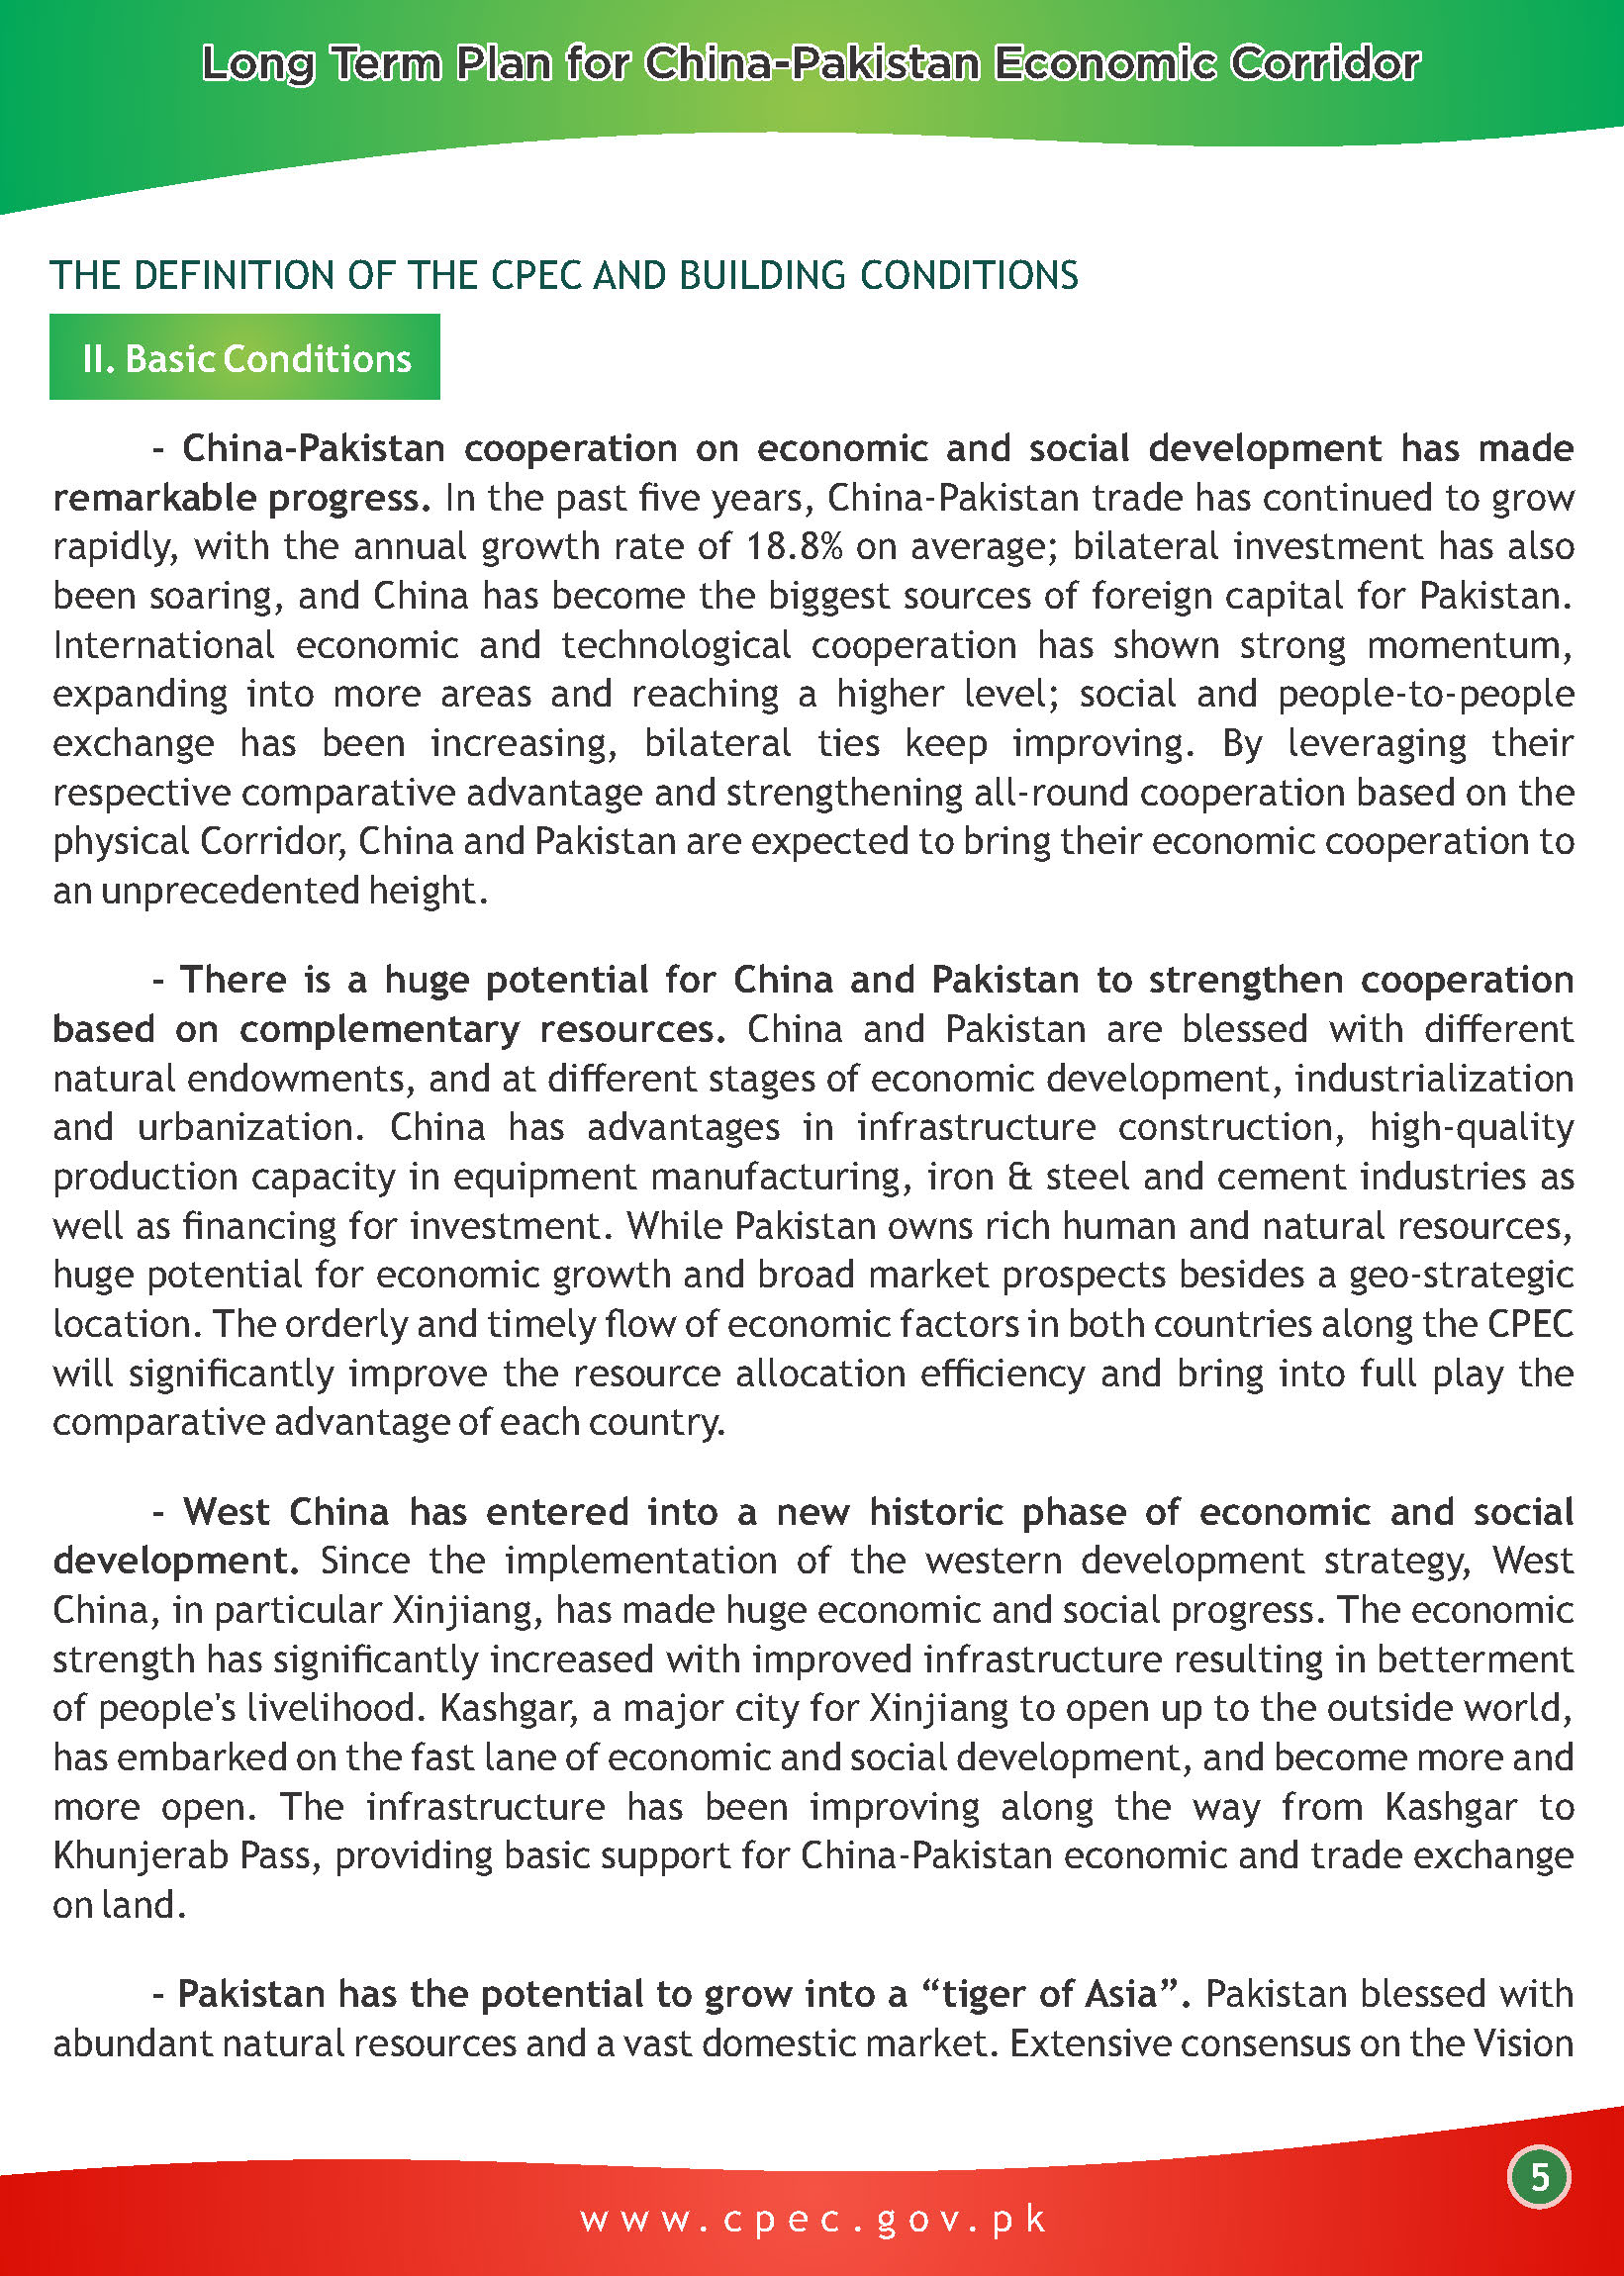 Long Term Plan for China-Pakistan Economic Corridor
THE DEFINITION OF THE CPEC AND BUILDING CONDITIONS
II. Basic Conditions
- China-Pakistan cooperation on economic and social development has made
remarkable progress. In the past five years, China-Pakistan trade has continued to grow
rapidly, with the annual growth rate of 18.8% on average; bilateral investment has also
been soaring, and China has become the biggest sources of foreign capital for Pakistan.
International economic and technological cooperation has shown strong momentum,
expanding into more areas and reaching a higher level; social and people-to-people
exchange has been increasing, bilateral ties keep improving. By leveraging their
respective comparative advantage and strengthening all-round cooperation based on the
physical Corridor, China and Pakistan are expected to bring their economic cooperation to
an unprecedented height.
- There is a huge potential for China and Pakistan to strengthen cooperation
based on complementary resources. China and Pakistan are blessed with different
natural endowments, and at different stages of economic development, industrialization
and urbanization. China has advantages in infrastructure construction, high-quality
production capacity in equipment manufacturing, iron & steel and cement industries as
well as financing for investment. While Pakistan owns rich human and natural resources,
huge potential for economic growth and broad market prospects besides a geo-strategic
location. The orderly and timely flow of economic factors in both countries along the CPEC
will significantly improve the resource allocation efficiency and bring into full play the
comparative advantage of each country.
- West China has entered into a new historic phase of economic and social
development. Since the implementation of the western development strategy, West
China, in particular Xinjiang, has made huge economic and social progress. The economic
strength has significantly increased with improved infrastructure resulting in betterment
of people's livelihood. Kashgar, a major city for Xinjiang to open up to the outside world,
has embarked on the fast lane of economic and social development, and become more and
more open. The infrastructure has been improving along the way from Kashgar to
Khunjerab Pass, providing basic support for China-Pakistan economic and trade exchange
on land.
- Pakistan has the potential to grow into a “tiger of Asia”. Pakistan blessed with
abundant natural resources and a vast domestic market. Extensive consensus on the Vision
5
www.cpec.gov.pk